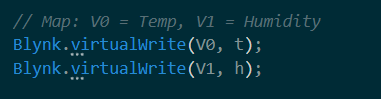 // Map: V0 = Temp, V1 = Humidity
Blynk.virtualWrite(V0, t);
Blynk.virtualWrite(V1, h);